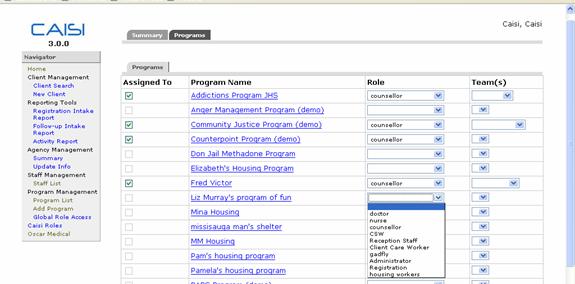 Caisi, Caisi
CAISI
3.0.0
Summary Programs
Navigator
Home
Client Management
Client Search
New Client
Reporting Tools
Registration Intake
Report
Follow-up Intake
Report
Activity Report
Agency Management
Summary
Update Info
Staff Management
Staff List
Program Management
Program List
Add Program
Global Role Access
Caisi Roles
Oscar Medical
Programs
Assigned To Program Name Role Team(s)
Addictions Program JHS counsellor
Anger Management Program (demo)
Community Justice Program (demo) counsellor
Counterpoint Program (demo) counsellor
Don Jail Methadone Program
Elizabeth's Housing Program
Fred Victor counsellor
Liz Murray's program of fun
Mina Housing
missisauga man's shelter
MM Housing
Pam's housing program
Pamela's housing program
doctor
nurse
counsellor
CSW
Reception Staff
Client Care Worker
gadfly
Administrator
Registration
housing workers